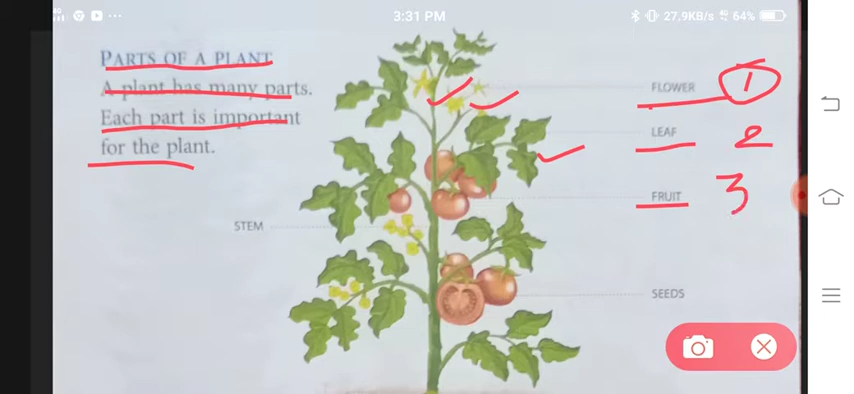 3:31 PM
27.9KB/s 64%
PARTS OF A PLANT
A plant has many parts.
Each part is important
for the plant.
FLOWER 1
LEAF 2
FRUIT 3
STEM
SEEDS